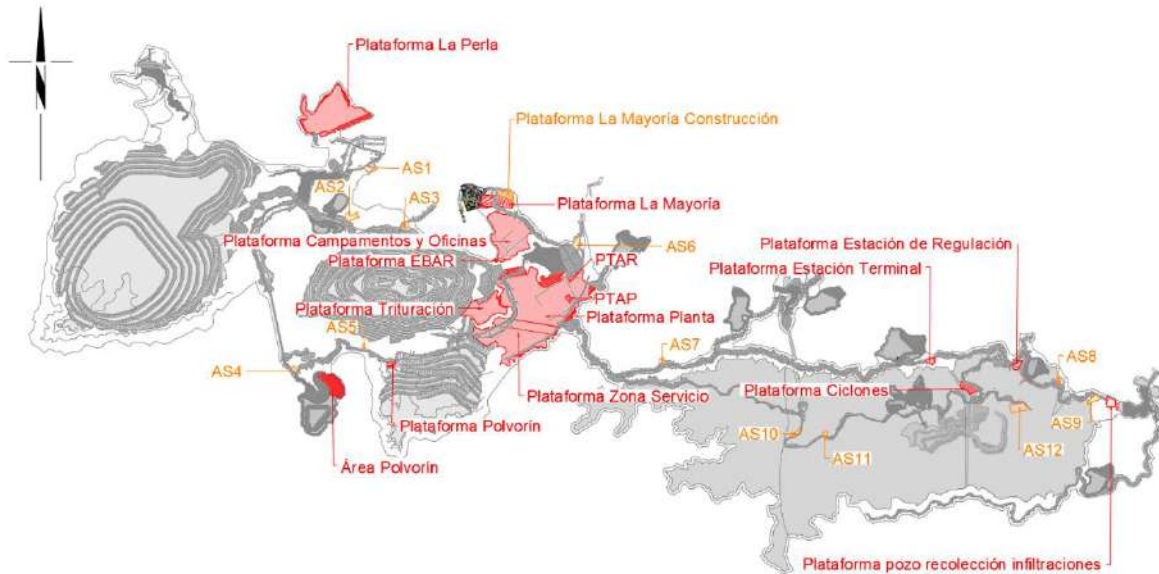 Plataforma La Perla
Plataforma La Mayoría Construcción
AS1
AS2
AS3
Plataforma La Mayoría
Plataforma Campamentos y Oficinas
AS6
Plataforma Estación de Regulación
Plataforma EBAR
PTAR
Plataforma Estación Terminal
PTAP
Plataforma Trituración
Plataforma Planta
AS5
AS7
AS8
AS4
Plataforma Zona Servicio
Plataforma Ciclones
AS9
Plataforma Polvorín
AS10
AS11
AS12
Área Polvorín
Plataforma pozo recolección infiltraciones